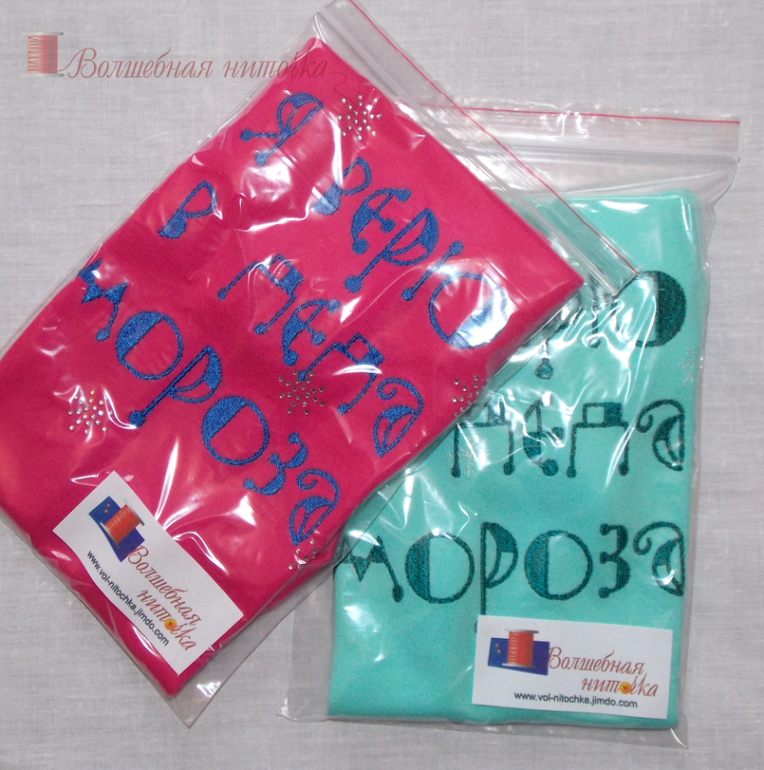 Волшебная ниточка
Я ВЕРЮ
В ДЕДА
МОРОЗА
Волшебная
ниточка
www.vol-nitochka.jimdo.com
РЮ
ДЕДА
МОРОЗА
Волшебная
ниточка
www.vol-nitochka.jimdo.com